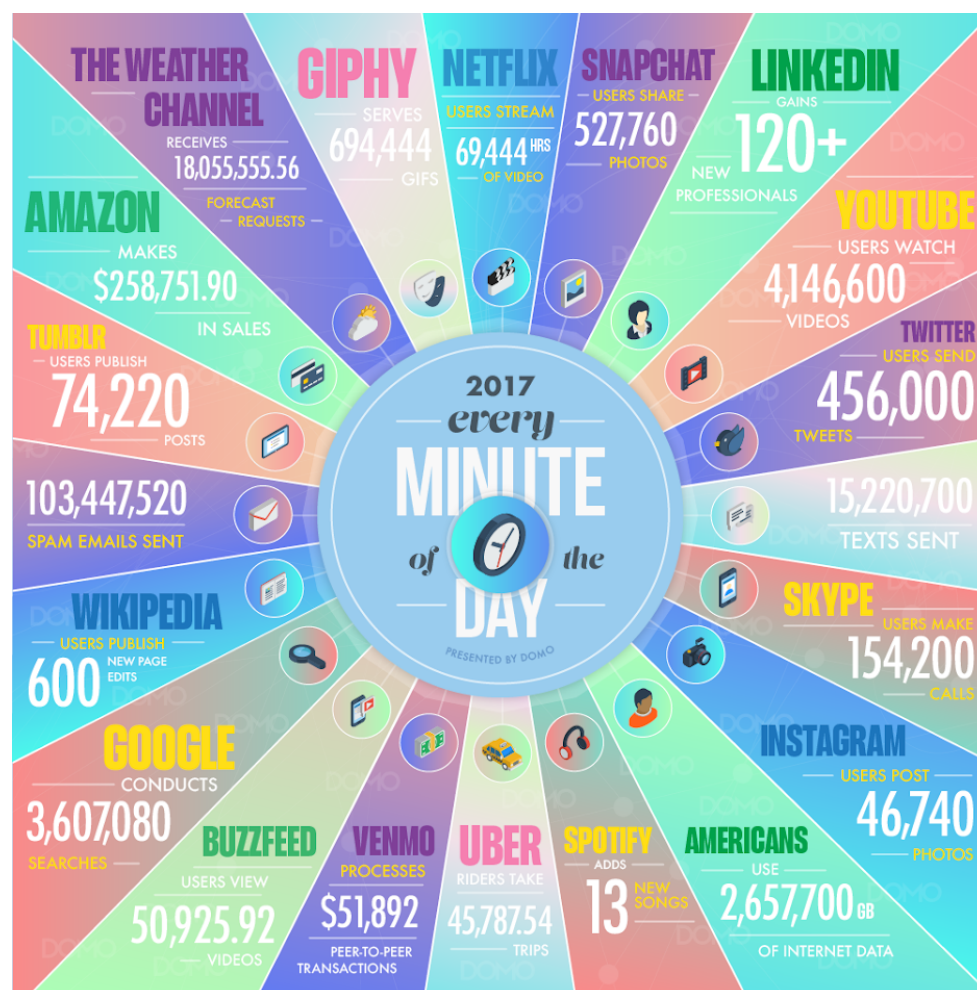 THE WEATHER
CHANNEL
RECEIVES
18,055,555.56
FORECAST
REQUESTS
GIPHY
SERVES
694,444
GIFS
NETFLIX
USERS STREAM
69,444 HRS
OF VIDEO
SNAPCHAT
USERS SHARE
527,760
PHOTOS
LINKEDIN
GAINS
120+
NEW
PROFESSIONALS
YOUTUBE
USERS WATCH
4,146,600
VIDEOS
TWITTER
USERS SEND
456,000
TWEETS
15,220,700
TEXTS SENT
SKYPE
USERS MAKE
154,200
CALLS
INSTAGRAM
USERS POST
46,740
PHOTOS
AMERICANS
USE
2,657,700 GB
OF INTERNET DATA
SPOTIFY
ADDS
13 NEW
SONGS
UBER
RIDERS TAKE
45,787.54
TRIPS
VENMO
PROCESSES
$51,892
PEER-TO-PEER
TRANSACTIONS
BUZZFEED
USERS VIEW
50,925.92
VIDEOS
GOOGLE
CONDUCTS
3,607,080
SEARCHES
WIKIPEDIA
USERS PUBLISH
600 NEW PAGE
EDITS
103,447,520
SPAM EMAILS SENT
TUMBLR
USERS PUBLISH
74,220
POSTS
AMAZON
MAKES
$258,751.90
IN SALES
2017
every
MINUTE
of the
DAY
PRESENTED BY DOMO
DOMO